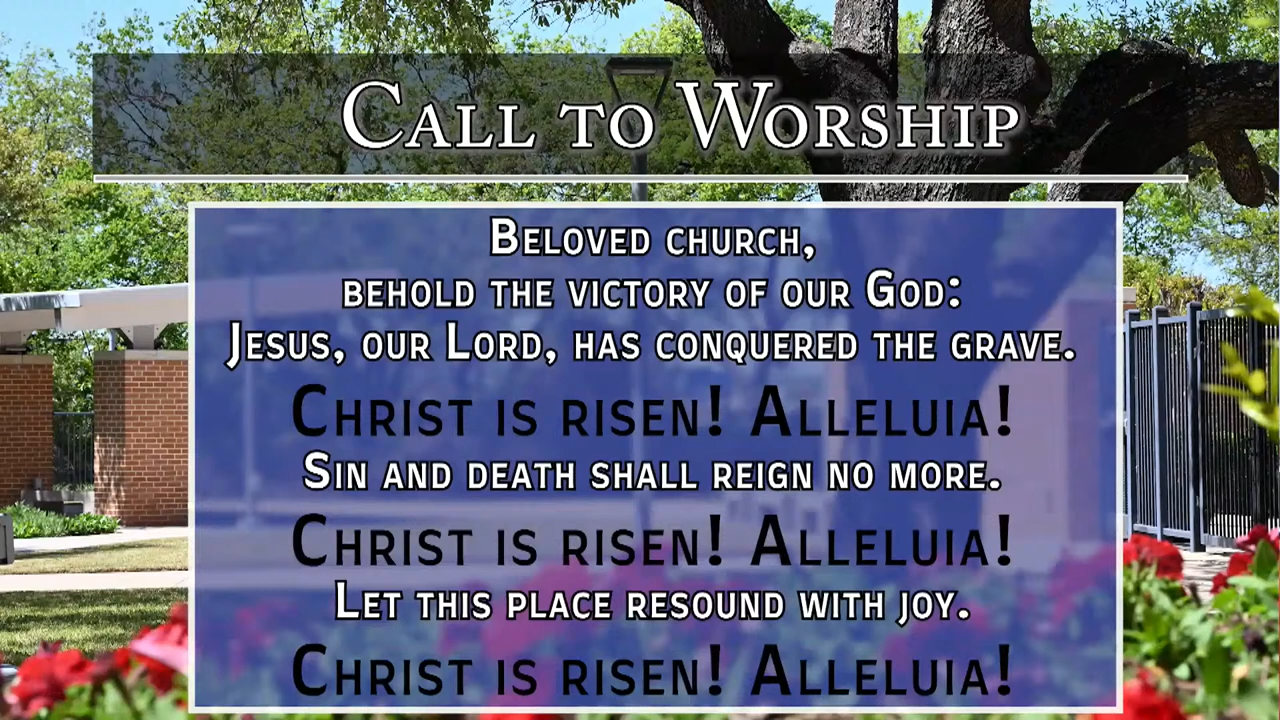 Call to Worship
Beloved church,
behold the victory of our God:
Jesus, our Lord, has conquered the grave.
Christ is risen! Alleluia!
Sin and death shall reign no more.
Christ is risen! Alleluia!
Let this place resound with joy.
Christ is risen! Alleluia!